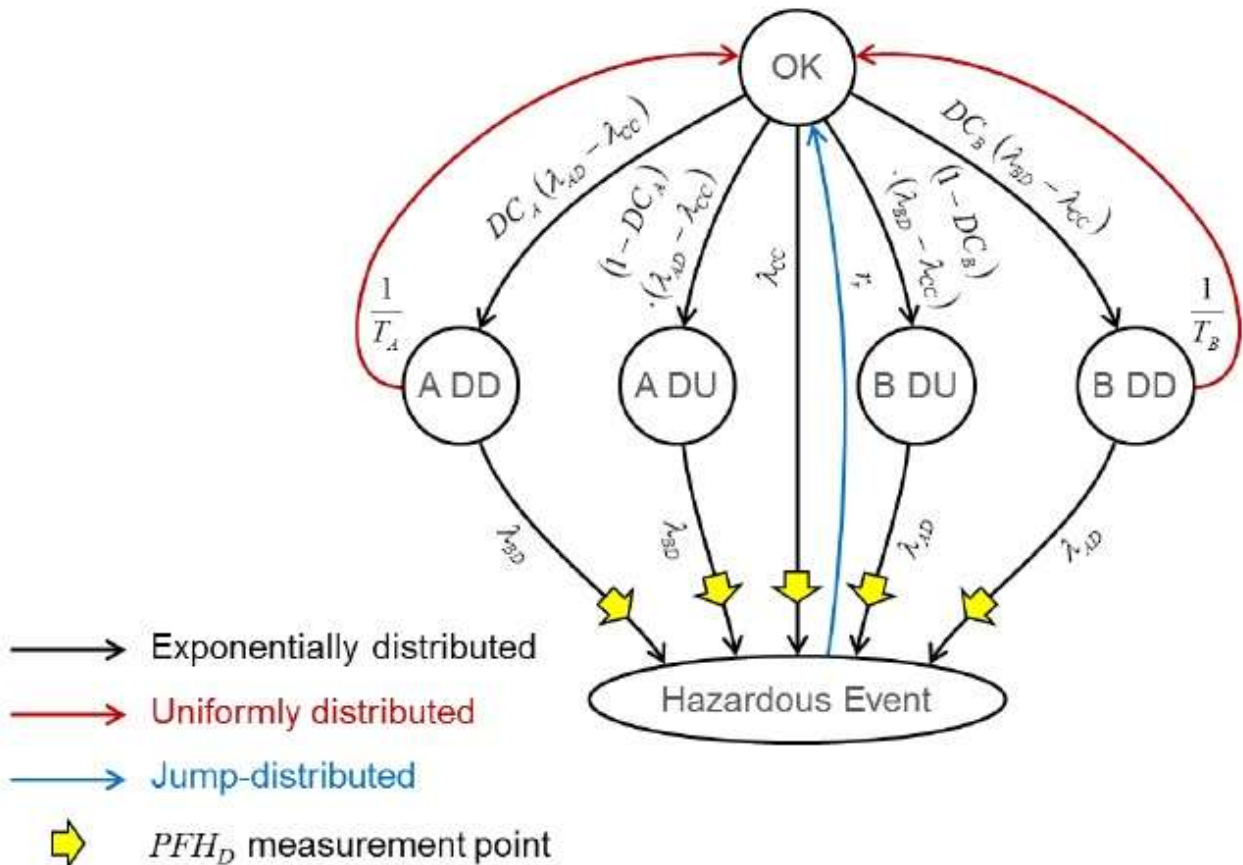 OK
DC_A (λ_AD − λ_CC)
(1 − DC_A)
·(λ_AD − λ_CC)
λ_CC
r_r
(1 − DC_B)
·(λ_BD − λ_CC)
DC_B (λ_BD − λ_CC)
1/T_A
1/T_B
A DD
A DU
B DU
B DD
λ_BD
λ_BD
λ_AD
λ_AD
Hazardous Event
Exponentially distributed
Uniformly distributed
Jump-distributed
PFH_D measurement point